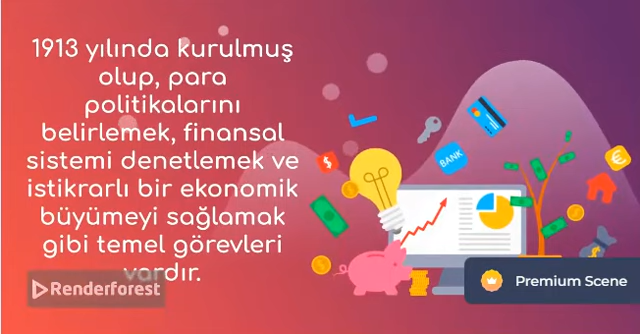 1913 yılında kurulmuş
olup, para
politikalarını
belirlemek, finansal
sistemi denetlemek ve
istikrarlı bir ekonomik
büyümeyi sağlamak
gibi temel görevleri
vardır.
Renderforest
BANK
Premium Scene